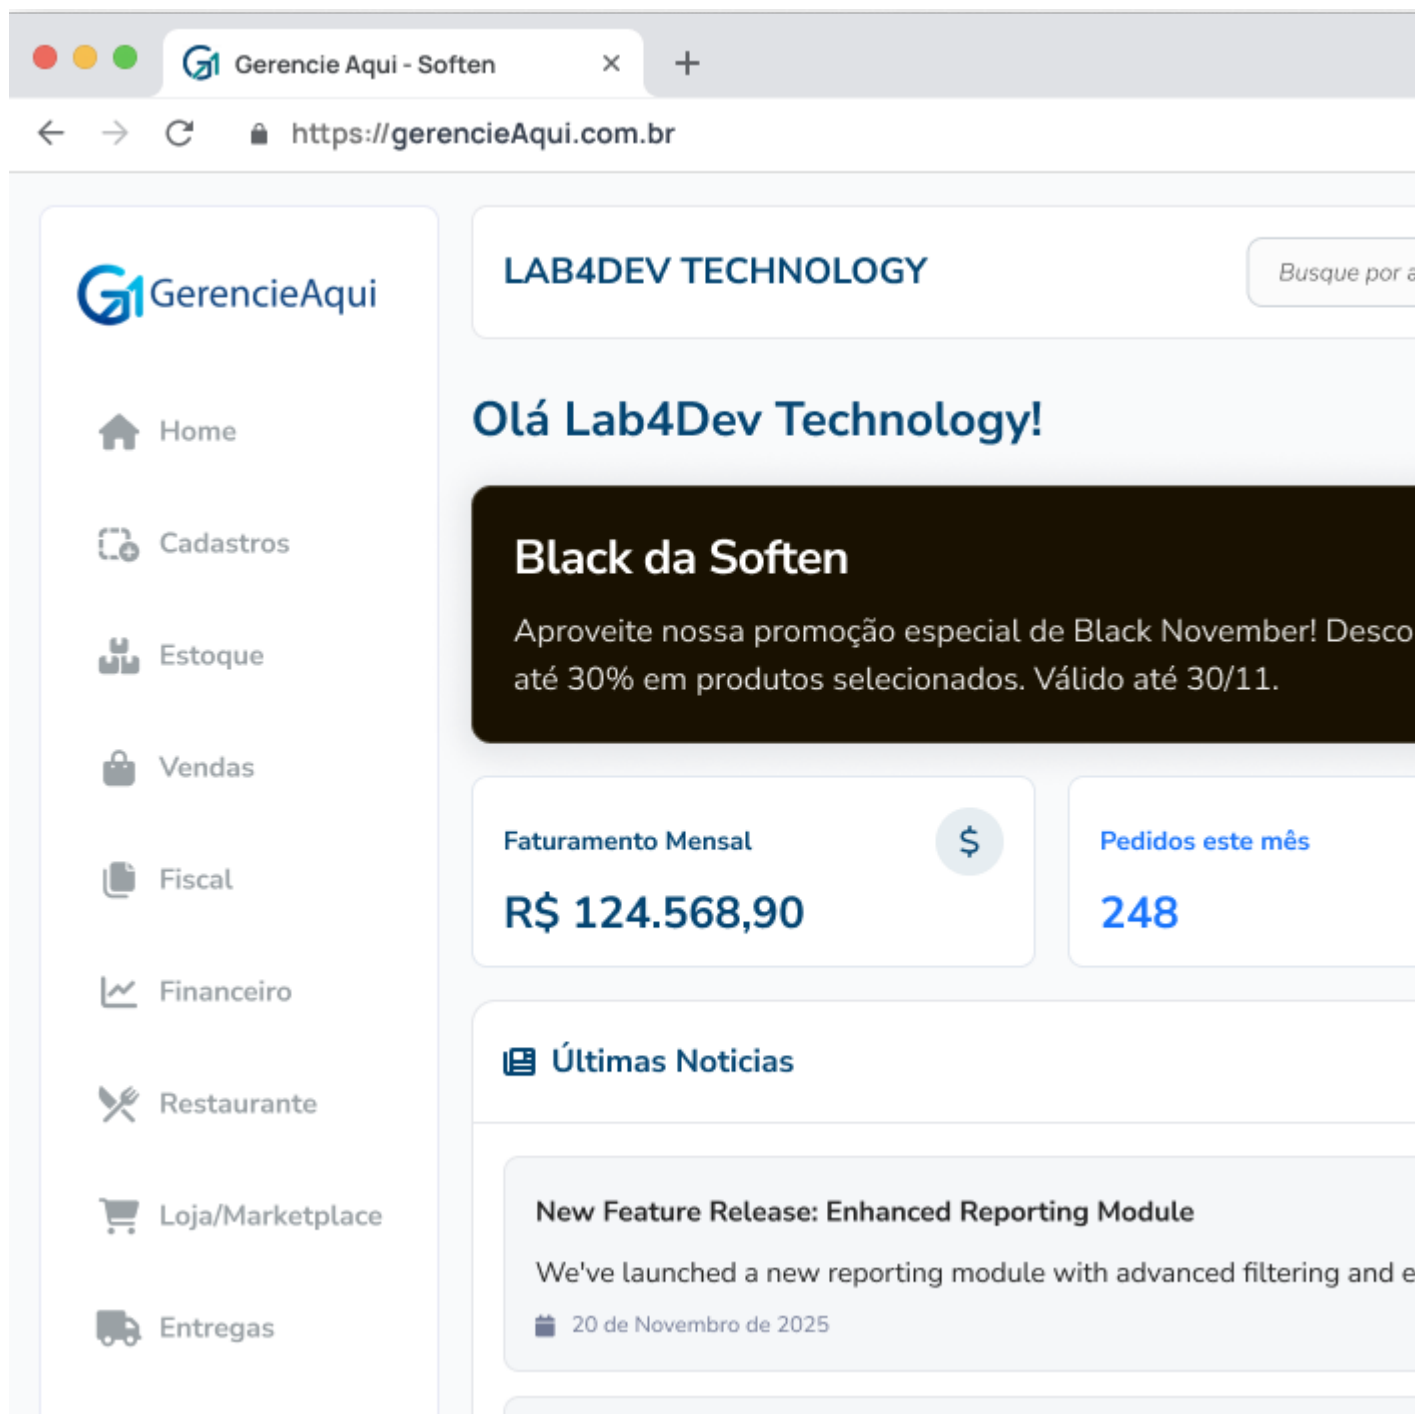 Gerencie Aqui - Soften
https://gerencieAqui.com.br
GerencieAqui
Home
Cadastros
Estoque
Vendas
Fiscal
Financeiro
Restaurante
Loja/Marketplace
Entregas
LAB4DEV TECHNOLOGY
Busque por a
Olá Lab4Dev Technology!
Black da Soften
Aproveite nossa promoção especial de Black November! Desco
até 30% em produtos selecionados. Válido até 30/11.
Faturamento Mensal
$
R$ 124.568,90
Pedidos este mês
248
Últimas Noticias
New Feature Release: Enhanced Reporting Module
We've launched a new reporting module with advanced filtering and e
20 de Novembro de 2025